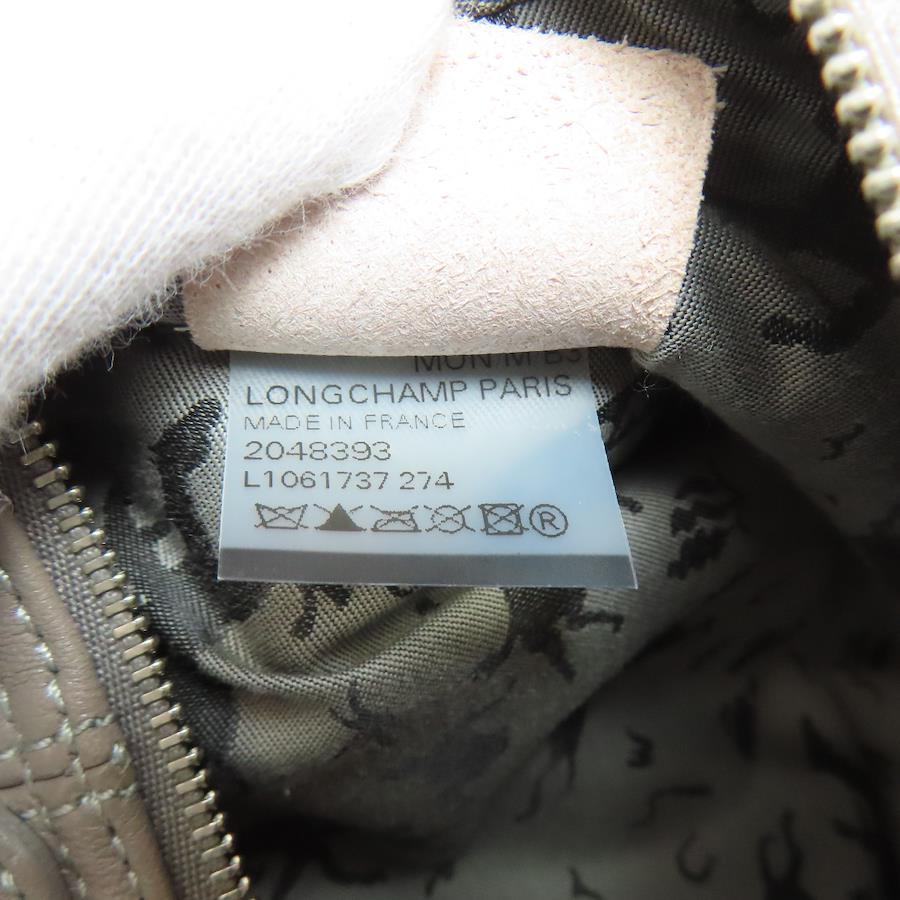 LONGCHAMP PARIS
MADE IN FRANCE
2048393
L1061737 274
®